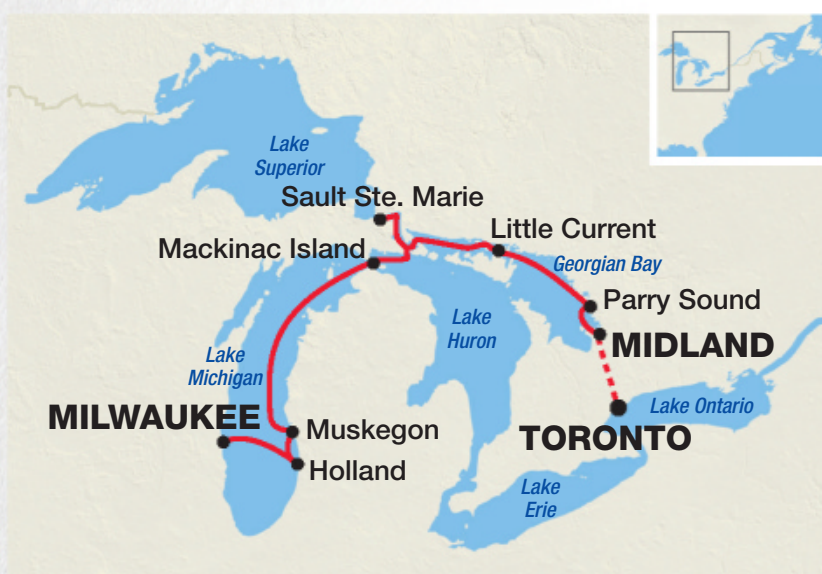 Lake
Superior
Sault Ste. Marie
Little Current
Mackinac Island
Georgian Bay
Parry Sound
Lake
Huron
MIDLAND
Lake
Michigan
Lake Ontario
MILWAUKEE
Muskegon
TORONTO
Holland
Lake
Erie